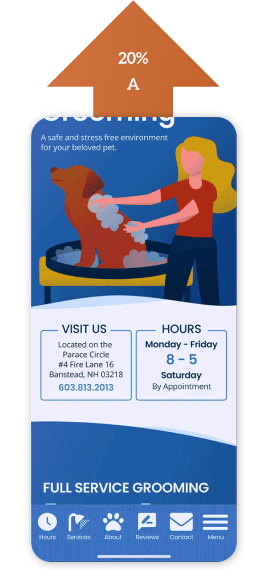 20%
A
Grooming
A safe and stress free environment
for your beloved pet.
VISIT US
Located on the
Parace Circle
#4 Fire Lane 16
Banstead, NH 03218
603.813.2013
HOURS
Monday - Friday
8 - 5
Saturday
By Appointment
FULL SERVICE GROOMING
Hours
Services
About
Reviews
Contact
Menu